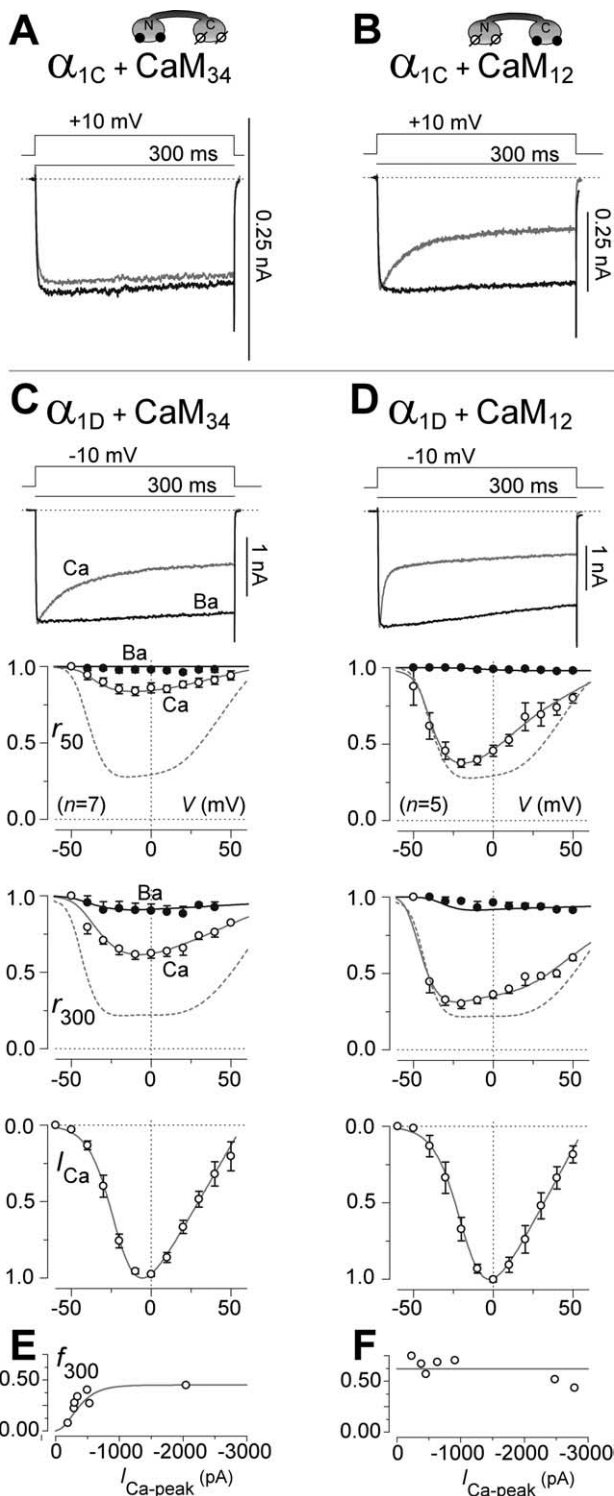 A
N C
α1C + CaM34
+10 mV
300 ms
0.25 nA
B
N C
α1C + CaM12
+10 mV
300 ms
0.25 nA
C
α1D + CaM34
-10 mV
300 ms
Ca
Ba
1 nA
D
α1D + CaM12
-10 mV
300 ms
1 nA
1.0
0.5
0.0
Ba
Ca
r50
(n=7)
V (mV)
-50 0 50
1.0
0.5
0.0
(n=5)
V (mV)
-50 0 50
1.0
0.5
0.0
Ba
Ca
r300
-50 0 50
1.0
0.5
0.0
-50 0 50
0.0
0.5
1.0
ICa
-50 0 50
0.0
0.5
1.0
-50 0 50
E
f300
0.50
0.00
0 -1000 -2000 -3000
ICa-peak (pA)
F
0.50
0.00
0 -1000 -2000 -3000
ICa-peak (pA)